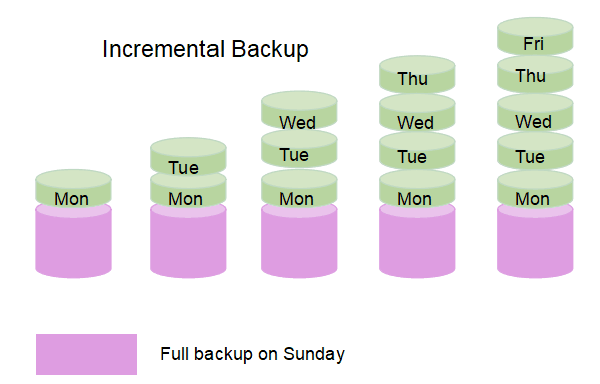 Incremental Backup
Fri
Thu Thu
Wed Wed Wed
Tue Tue Tue Tue
Mon Mon Mon Mon Mon
Full backup on Sunday